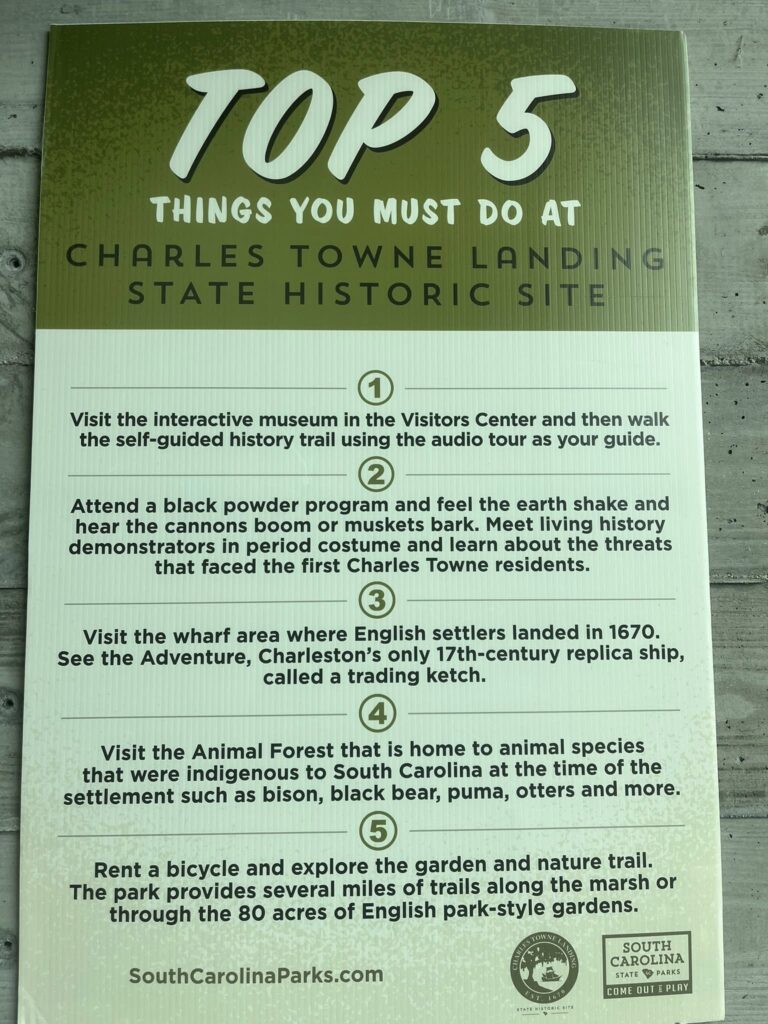 TOP 5
THINGS YOU MUST DO AT
CHARLES TOWNE LANDING
STATE HISTORIC SITE
1
Visit the interactive museum in the Visitors Center and then walk
the self-guided history trail using the audio tour as your guide.
2
Attend a black powder program and feel the earth shake and
hear the cannons boom or muskets bark. Meet living history
demonstrators in period costume and learn about the threats
that faced the first Charles Towne residents.
3
Visit the wharf area where English settlers landed in 1670.
See the Adventure, Charleston's only 17th-century replica ship,
called a trading ketch.
4
Visit the Animal Forest that is home to animal species
that were indigenous to South Carolina at the time of the
settlement such as bison, black bear, puma, otters and more.
5
Rent a bicycle and explore the garden and nature trail.
The park provides several miles of trails along the marsh or
through the 80 acres of English park-style gardens.
SouthCarolinaParks.com
CHARLES TOWNE LANDING
EST. 1670
STATE HISTORIC SITE
SOUTH
CAROLINA
STATE PARKS
COME OUT & PLAY